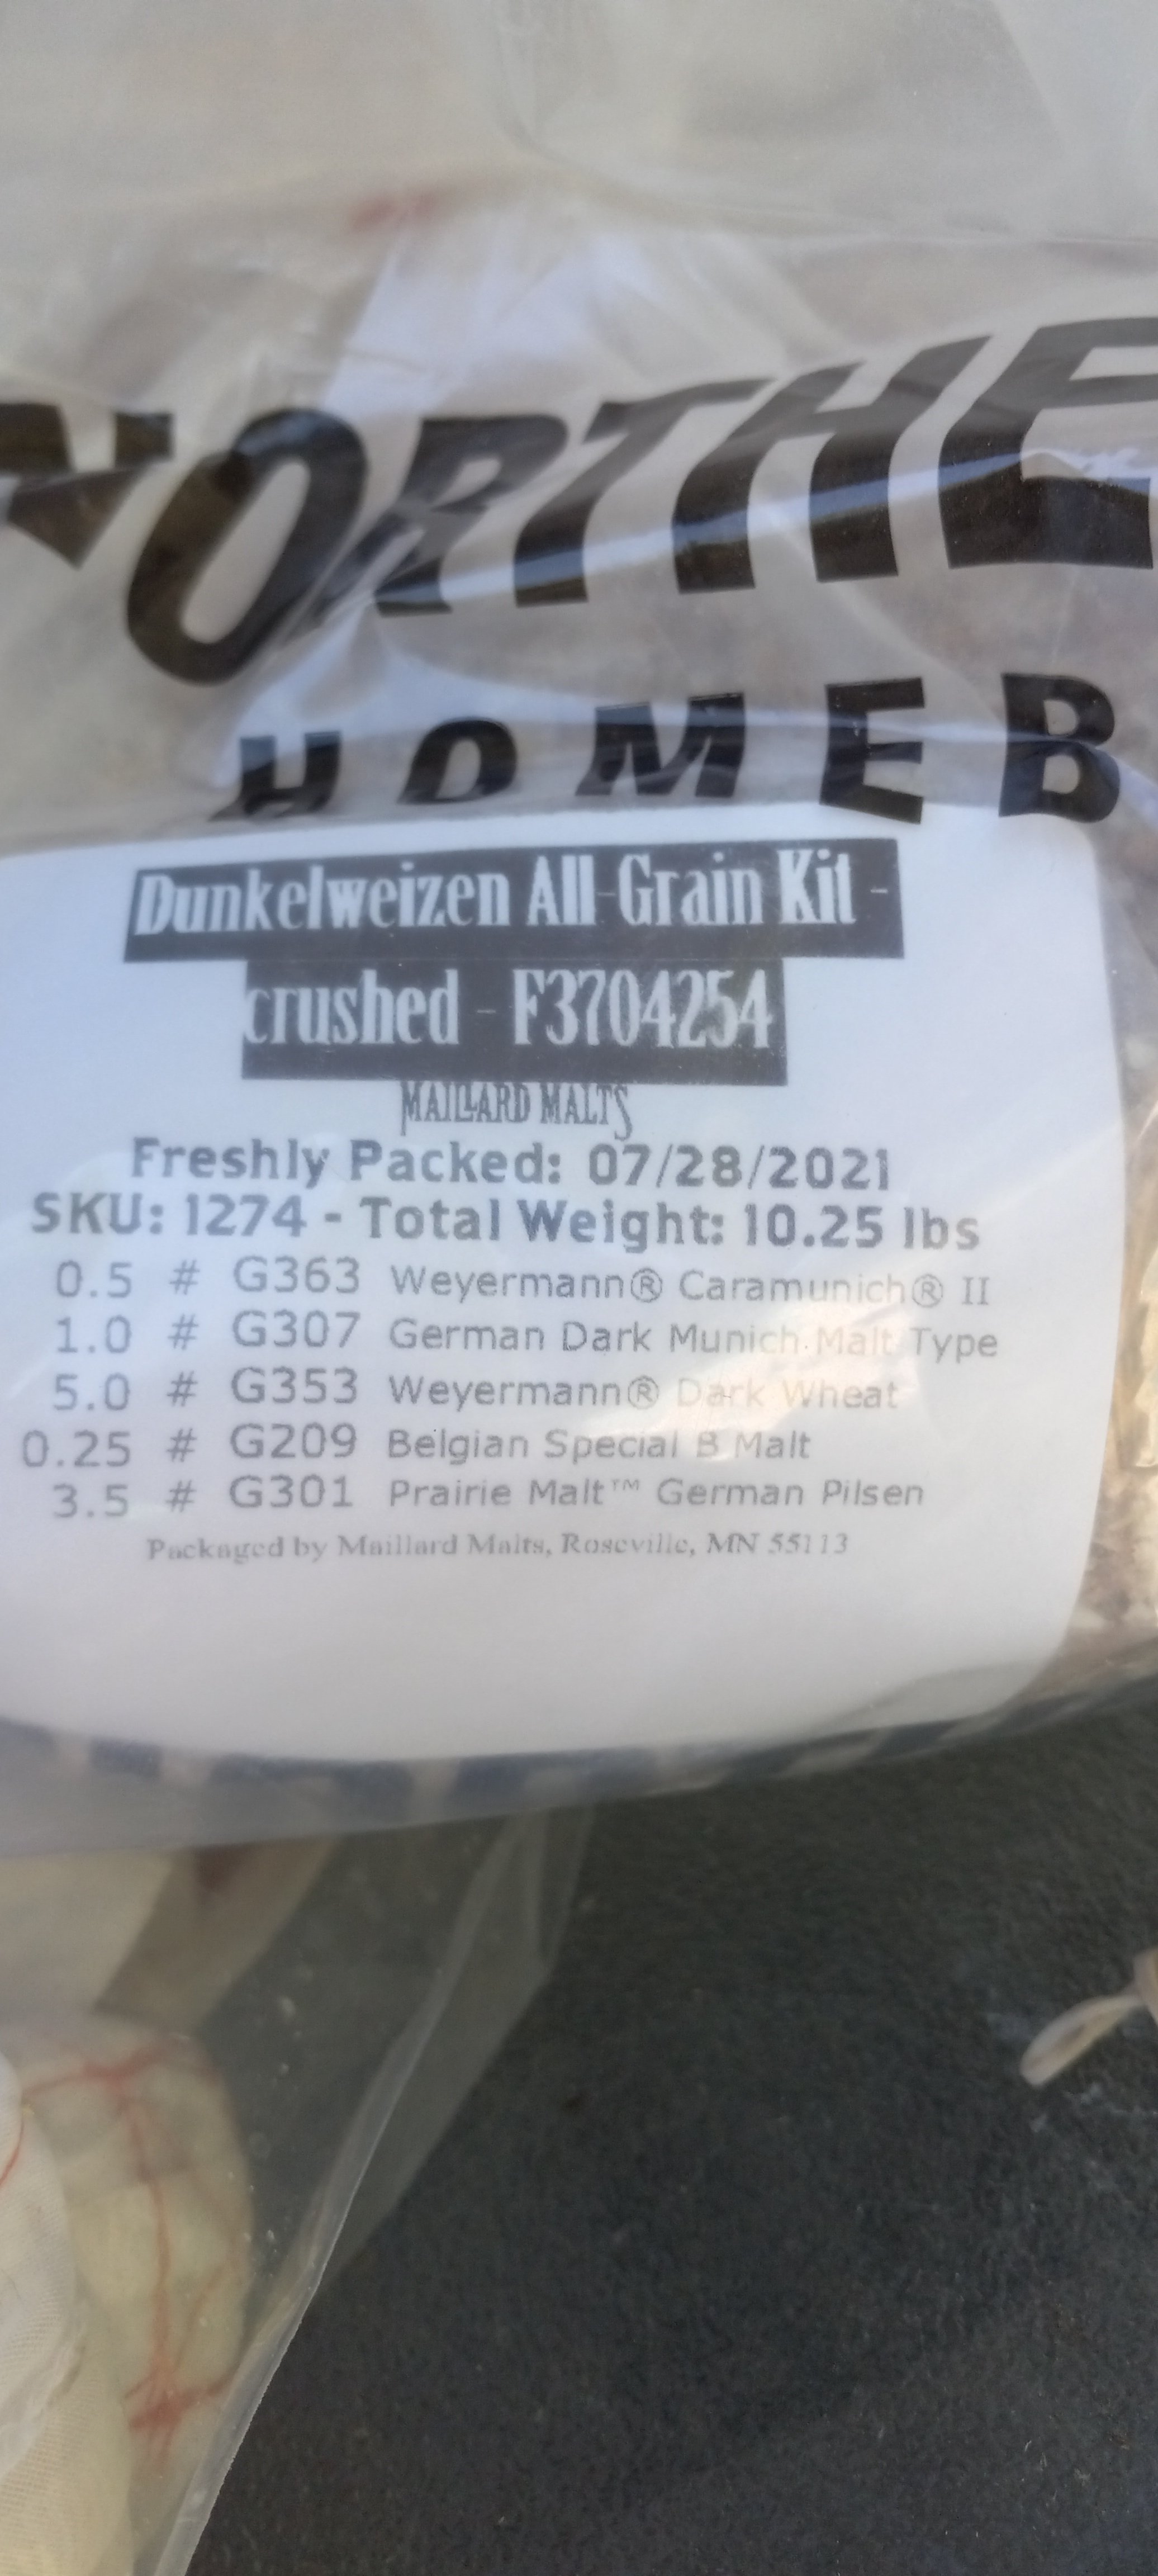 NORTHE
HOMEB
Dunkelweizen All-Grain Kit -
crushed - F3704254
MAILLARD MALTS
Freshly Packed: 07/28/2021
SKU: 1274 - Total Weight: 10.25 lbs
0.5 # G363 Weyermann® Caramunich® II
1.0 # G307 German Dark Munich Malt Type
5.0 # G353 Weyermann® Dark Wheat
0.25 # G209 Belgian Special B Malt
3.5 # G301 Prairie Malt™ German Pilsen
Packaged by Maillard Malts, Roseville, MN 55113